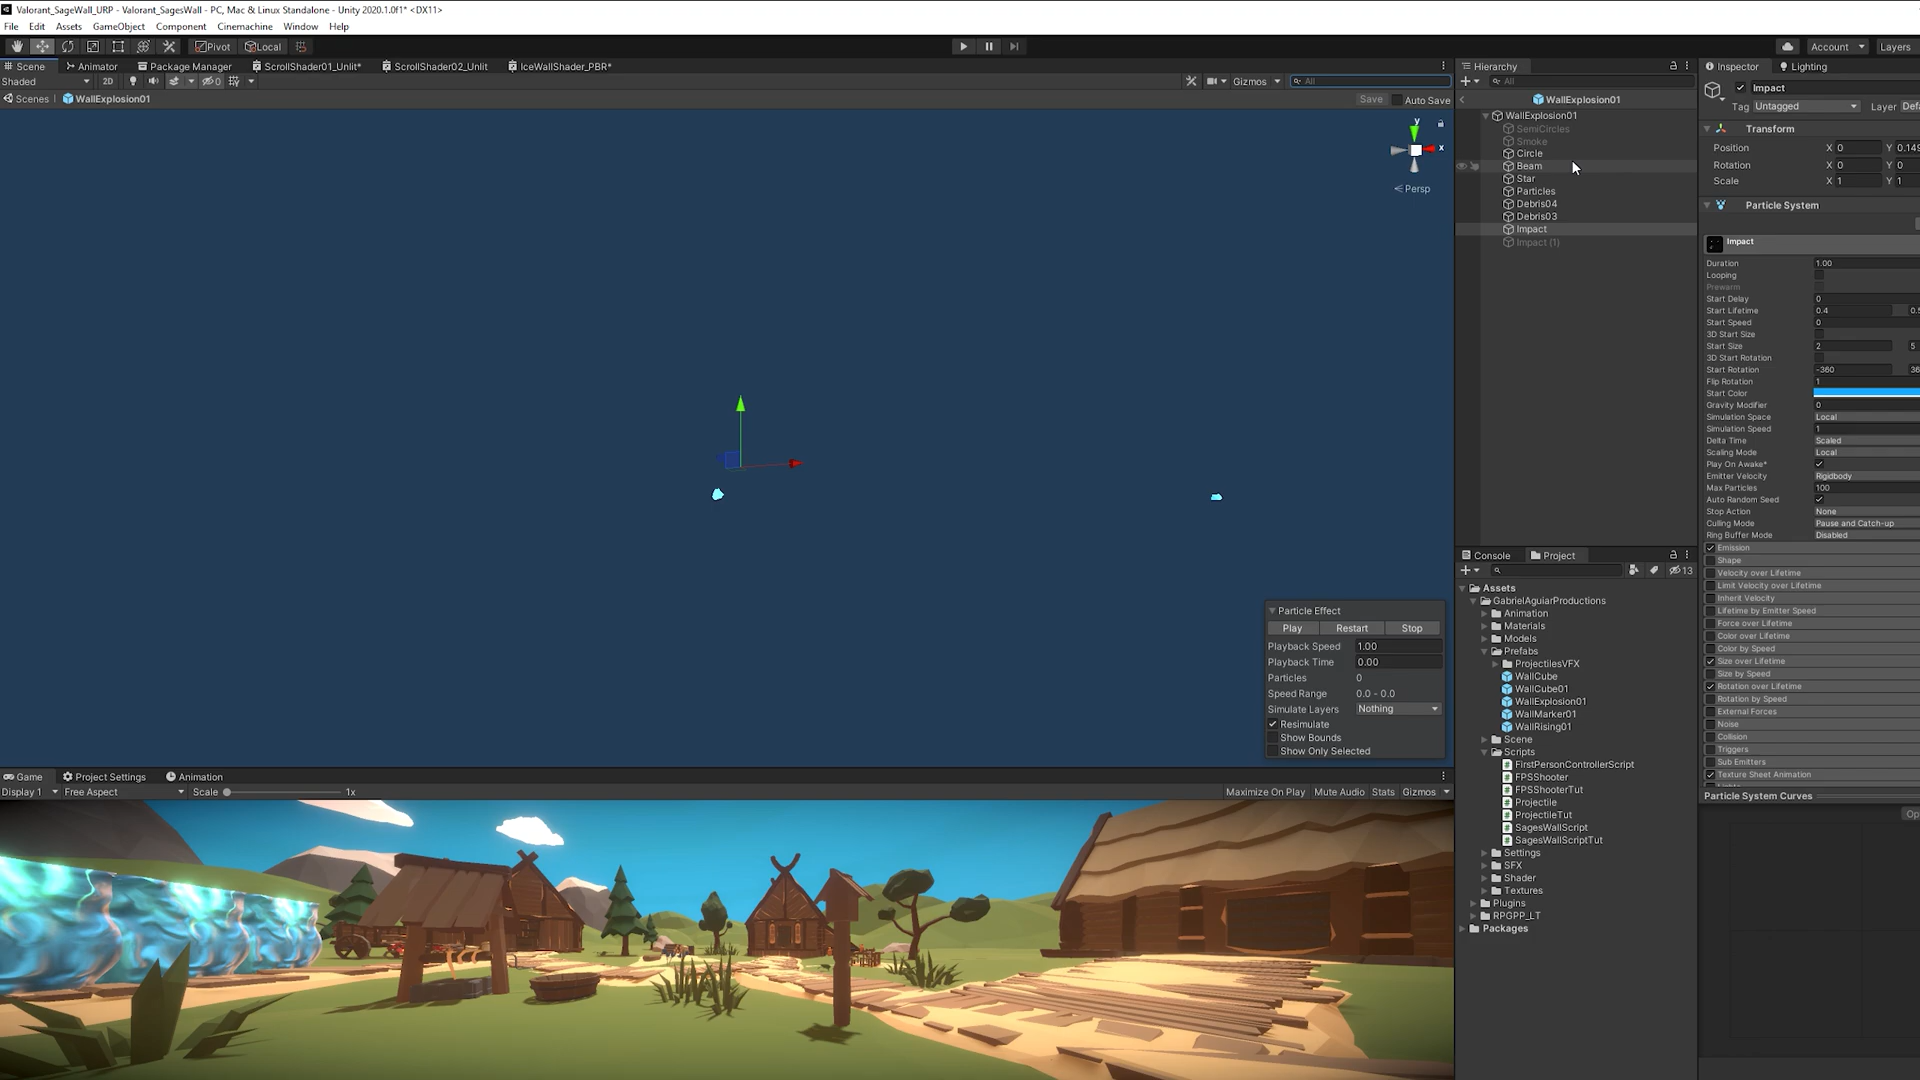 Valorant_SageWall_URP - Valorant_SagesWall - PC, Mac & Linux Standalone - Unity 2020.1.0f1* <DX11>
File Edit Assets GameObject Component Cinemachine Window Help
Pivot Local
Account Layers
Scene Animator Package Manager ScrollShader01_Unlit* ScrollShader02_Unlit IceWallShader_PBR*
Shaded 2D 0 Gizmos All
Scenes WallExplosion01 Save Auto Save
y
x
Persp
Particle Effect
Play Restart Stop
Playback Speed 1.00
Playback Time 0.00
Particles 0
Speed Range 0.0 - 0.0
Simulate Layers Nothing
Resimulate
Show Bounds
Show Only Selected
Game Project Settings Animation
Display 1 Free Aspect Scale 1x Maximize On Play Mute Audio Stats Gizmos
Hierarchy
All
WallExplosion01
WallExplosion01
SemiCircles
Smoke
Circle
Beam
Star
Particles
Debris04
Debris03
Impact
Impact (1)
Console Project
13
Assets
GabrielAguiarProductions
Animation
Materials
Models
Prefabs
ProjectilesVFX
WallCube
WallCube01
WallExplosion01
WallMarker01
WallRising01
Scene
Scripts
FirstPersonControllerScript
FPSShooter
FPSShooterTut
Projectile
ProjectileTut
SagesWallScript
SagesWallScriptTut
Settings
SFX
Shader
Textures
Plugins
RPGPP_LT
Packages
Inspector Lighting
Impact
Tag Untagged Layer Def
Transform
Position X 0 Y 0.149
Rotation X 0 Y 0
Scale X 1 Y 1
Particle System
Impact
Duration 1.00
Looping
Prewarm
Start Delay 0
Start Lifetime 0.4 0.5
Start Speed 0
3D Start Size
Start Size 2 5
3D Start Rotation
Start Rotation -360 36
Flip Rotation 1
Start Color
Gravity Modifier 0
Simulation Space Local
Simulation Speed 1
Delta Time Scaled
Scaling Mode Local
Play On Awake*
Emitter Velocity Rigidbody
Max Particles 100
Auto Random Seed
Stop Action None
Culling Mode Pause and Catch-up
Ring Buffer Mode Disabled
Emission
Shape
Velocity over Lifetime
Limit Velocity over Lifetime
Inherit Velocity
Lifetime by Emitter Speed
Force over Lifetime
Color over Lifetime
Color by Speed
Size over Lifetime
Size by Speed
Rotation over Lifetime
Rotation by Speed
External Forces
Noise
Collision
Triggers
Sub Emitters
Texture Sheet Animation
Particle System Curves
Op